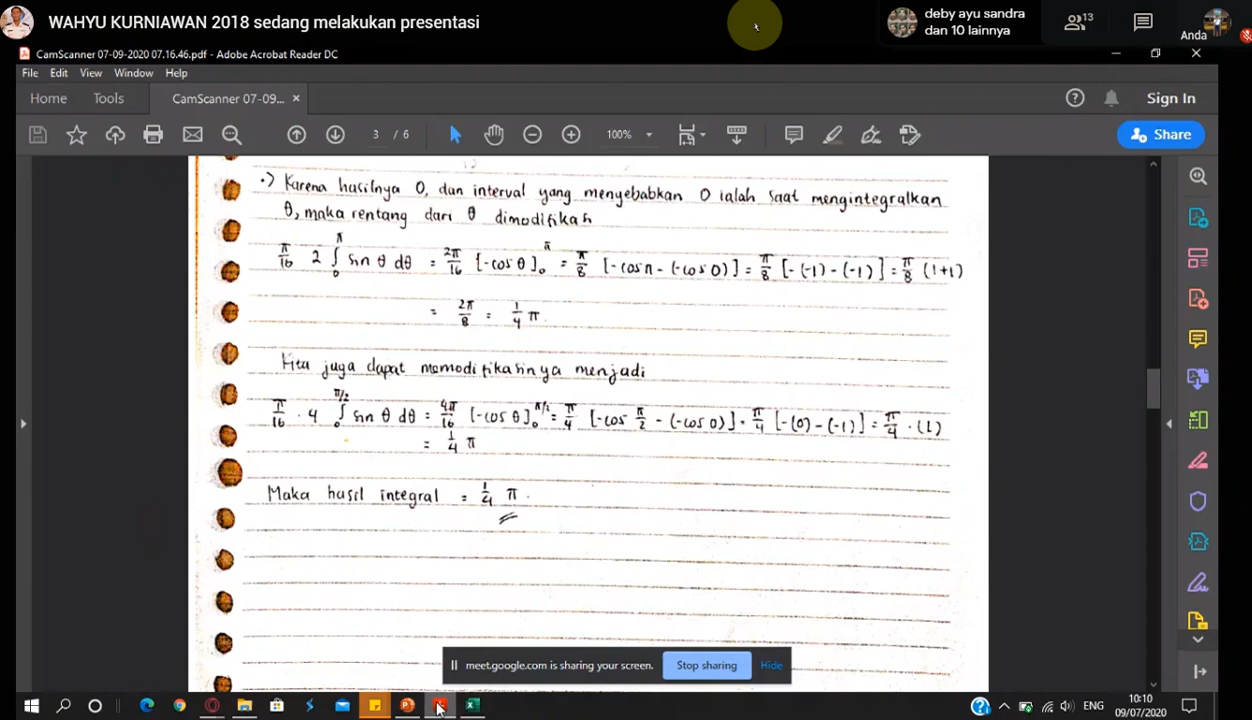 WAHYU KURNIAWAN 2018 sedang melakukan presentasi
deby ayu sandra
dan 10 lainnya
13
Anda
CamScanner 07-09-2020 07.16.46.pdf - Adobe Acrobat Reader DC
File Edit View Window Help
Home Tools CamScanner 07-09... ×
Sign In
3 / 6
100%
Share
.) Karena hasilnya 0, dan interval yang menyebabkan 0 ialah saat mengintegralkan
θ, maka rentang dari θ dimodifikasi
π/16 2 ∫₀^π sin θ dθ = 2π/16 [-cos θ]₀^π = π/8 [-cos π - (-cos 0)] = π/8 [-(-1) - (-1)] = π/8 (1+1)
= 2π/8 = 1/4 π.
Kita juga dapat memodifikasinya menjadi
π/16 . 4 ∫₀^π/2 sin θ dθ = 4π/16 [-cos θ]₀^π/2 = π/4 [-cos π/2 - (-cos 0)] = π/4 [-(0) - (-1)] = π/4 . (1)
= 1/4 π
Maka hasil integral = 1/4 π.
meet.google.com is sharing your screen. Stop sharing Hide
ENG
10:10
09/07/2020